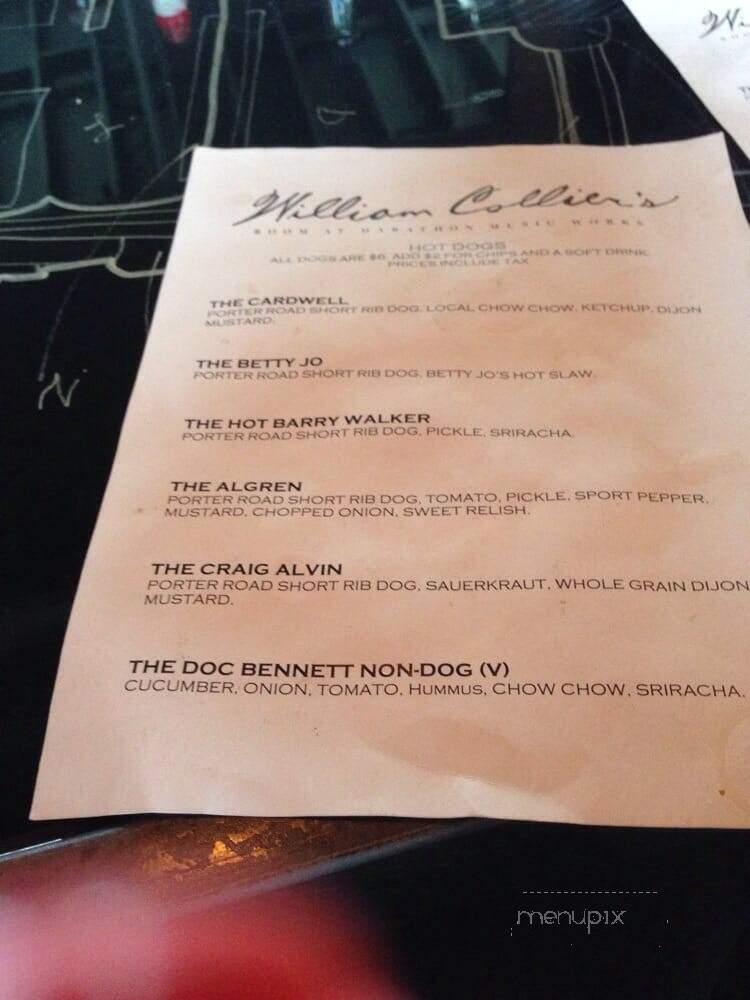 William Collier's
ROOM AT MARATHON MUSIC WORKS
HOT DOGS
ALL DOGS ARE $6. ADD $2 FOR CHIPS AND A SOFT DRINK.
PRICES INCLUDE TAX
THE CARDWELL
PORTER ROAD SHORT RIB DOG, LOCAL CHOW CHOW, KETCHUP, DIJON
MUSTARD.
THE BETTY JO
PORTER ROAD SHORT RIB DOG, BETTY JO'S HOT SLAW.
THE HOT BARRY WALKER
PORTER ROAD SHORT RIB DOG, PICKLE, SRIRACHA.
THE ALGREN
PORTER ROAD SHORT RIB DOG, TOMATO, PICKLE, SPORT PEPPER,
MUSTARD, CHOPPED ONION, SWEET RELISH.
THE CRAIG ALVIN
PORTER ROAD SHORT RIB DOG, SAUERKRAUT, WHOLE GRAIN DIJON
MUSTARD.
THE DOC BENNETT NON-DOG (V)
CUCUMBER, ONION, TOMATO, HUMMUS, CHOW CHOW, SRIRACHA.
N
menupix